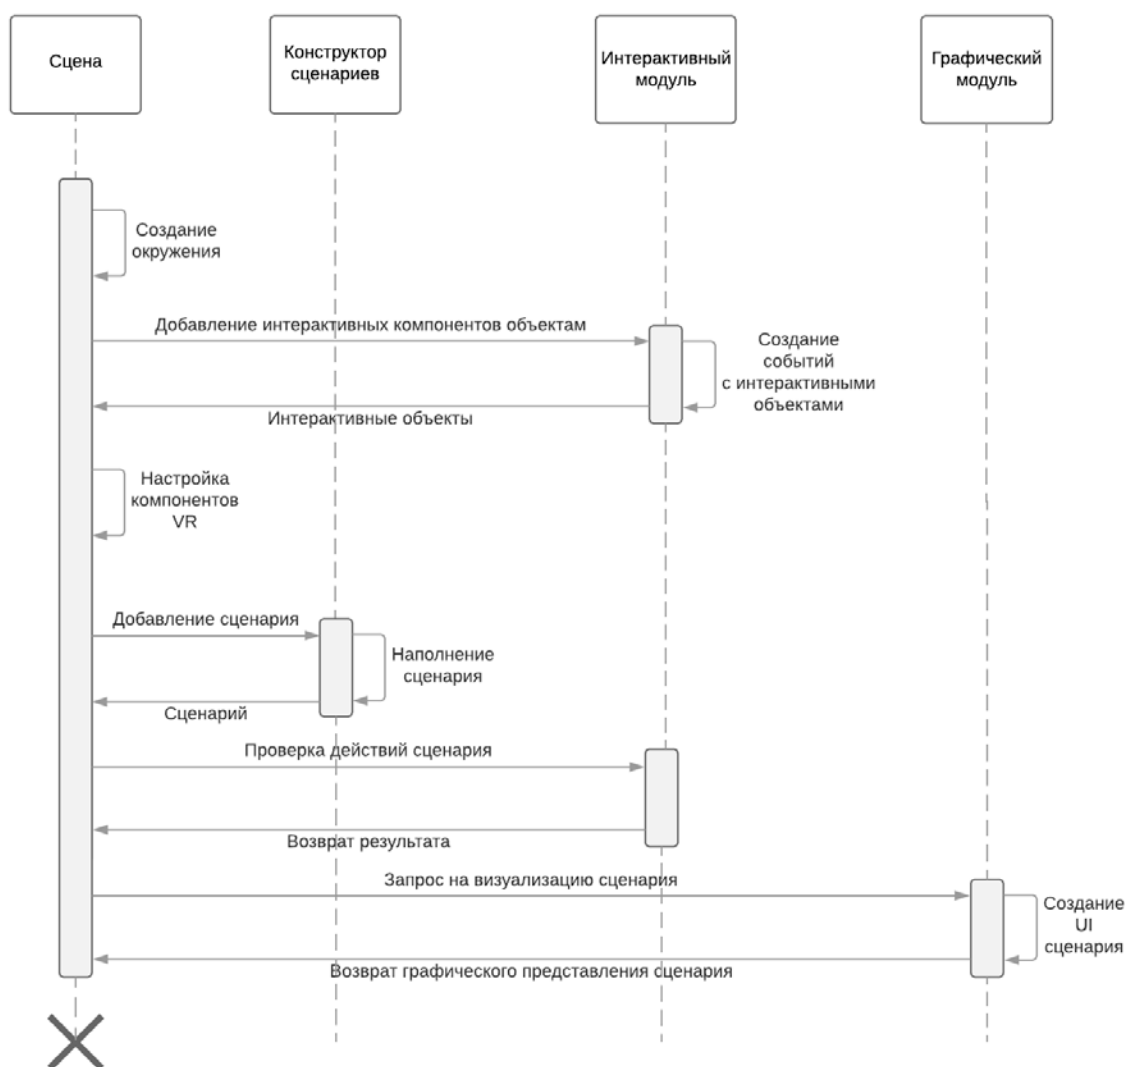 Сцена
Конструктор
сценариев
Интерактивный
модуль
Графический
модуль
Создание
окружения
Добавление интерактивных компонентов объектам
Создание
событий
с интерактивными
объектами
Интерактивные объекты
Настройка
компонентов
VR
Добавление сценария
Наполнение
сценария
Сценарий
Проверка действий сценария
Возврат результата
Запрос на визуализацию сценария
Создание
UI
сценария
Возврат графического представления сценария